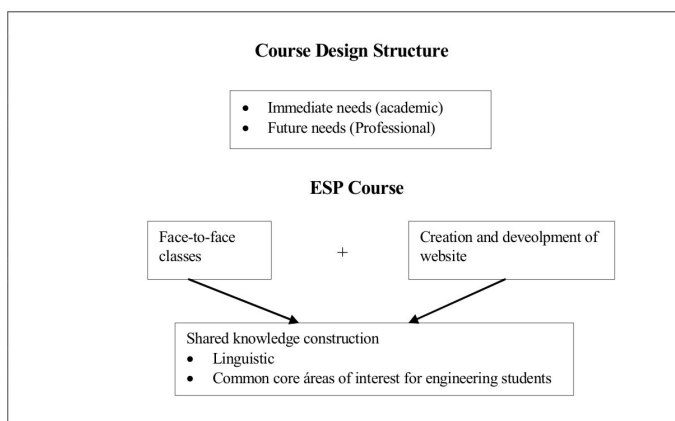 Course Design Structure
• Immediate needs (academic)
• Future needs (Professional)
ESP Course
Face-to-face
classes
+
Creation and deveolpment of
website
Shared knowledge construction
• Linguistic
• Common core áreas of interest for engineering students